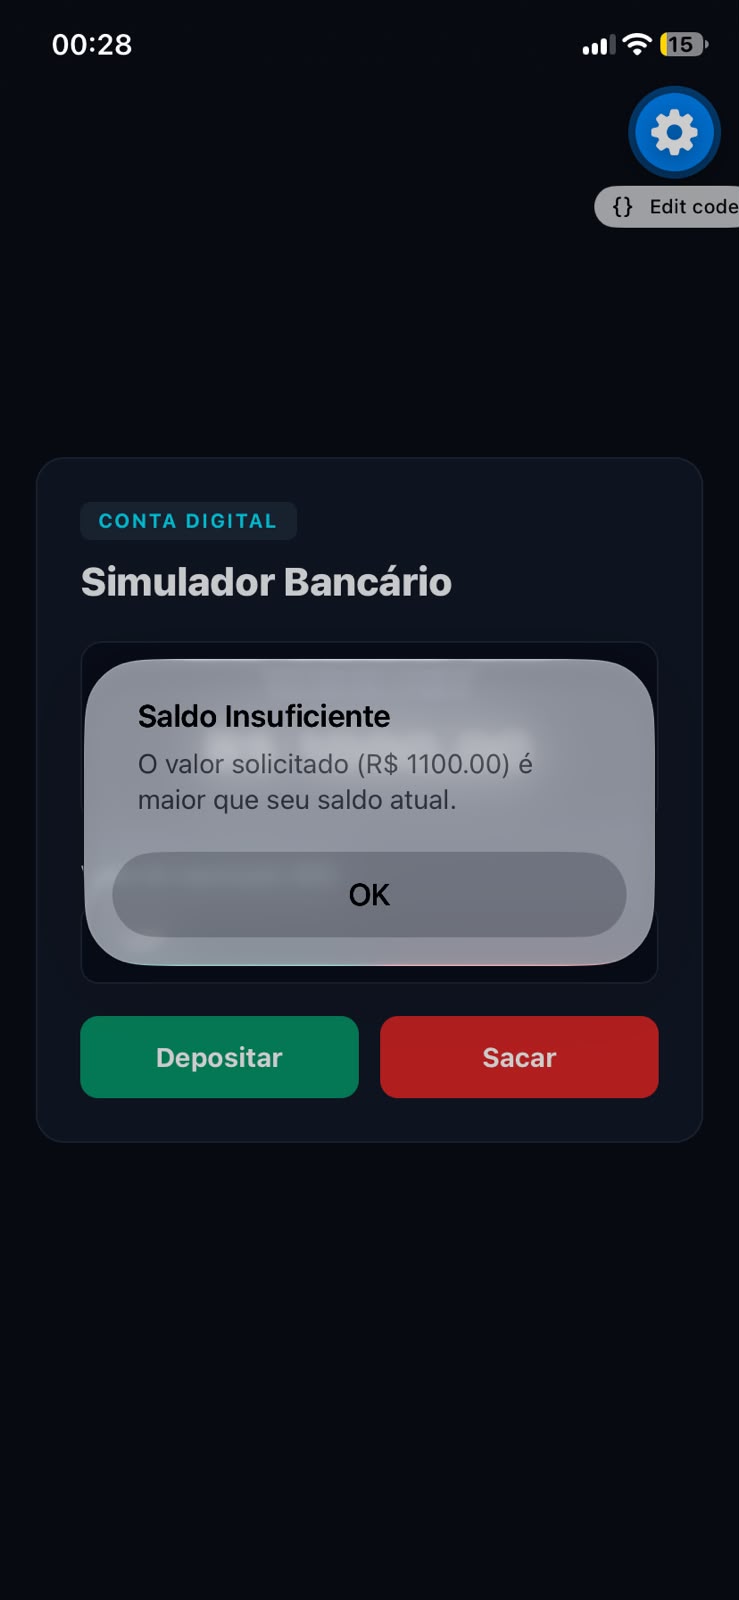 00:28
15
{} Edit code
CONTA DIGITAL
Simulador Bancário
Saldo Insuficiente
O valor solicitado (R$ 1100.00) é
maior que seu saldo atual.
OK
Depositar
Sacar